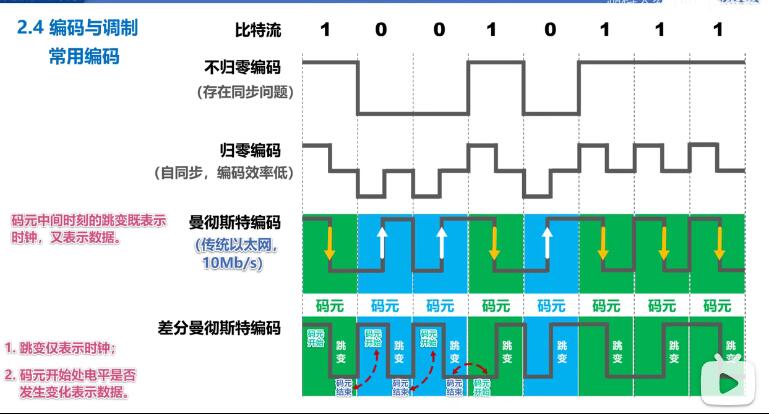 2.4 编码与调制
常用编码
比特流 1 0 0 1 0 1 1 1
不归零编码
(存在同步问题)
归零编码
(自同步，编码效率低)
码元中间时刻的跳变既表示
时钟，又表示数据。
曼彻斯特编码
(传统以太网，
10Mb/s)
码元 码元 码元 码元 码元 码元 码元 码元
差分曼彻斯特编码
1. 跳变仅表示时钟；
2. 码元开始处电平是否
发生变化表示数据。
码元开始 跳变 码元开始 跳变 码元开始 跳变 跳变 跳变 跳变 跳变 跳变
码元结束 码元结束 码元结束 码元开始